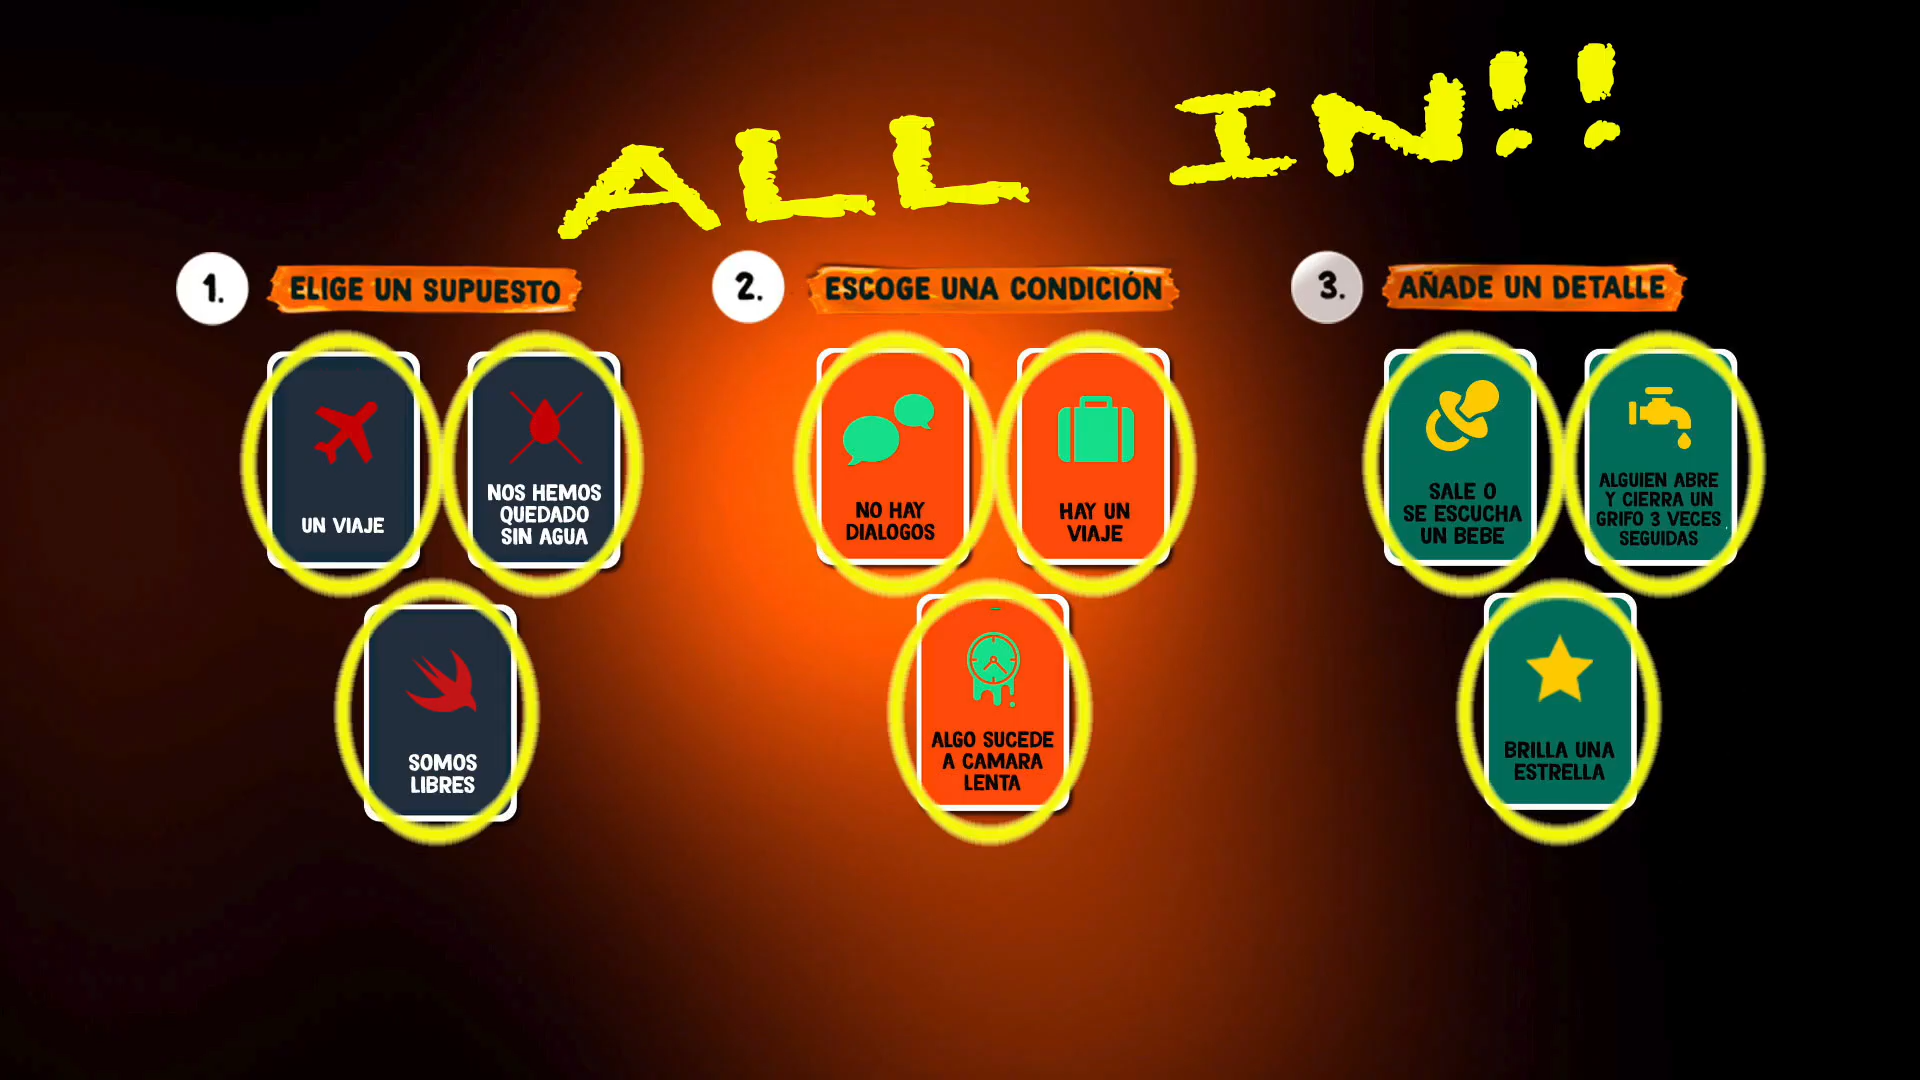 ALL IN!!
1. ELIGE UN SUPUESTO
UN VIAJE
NOS HEMOS
QUEDADO
SIN AGUA
SOMOS
LIBRES
2. ESCOGE UNA CONDICIÓN
NO HAY
DIALOGOS
HAY UN
VIAJE
ALGO SUCEDE
A CAMARA
LENTA
3. AÑADE UN DETALLE
SALE O
SE ESCUCHA
UN BEBE
ALGUIEN ABRE
Y CIERRA UN
GRIFO 3 VECES
SEGUIDAS
BRILLA UNA
ESTRELLA